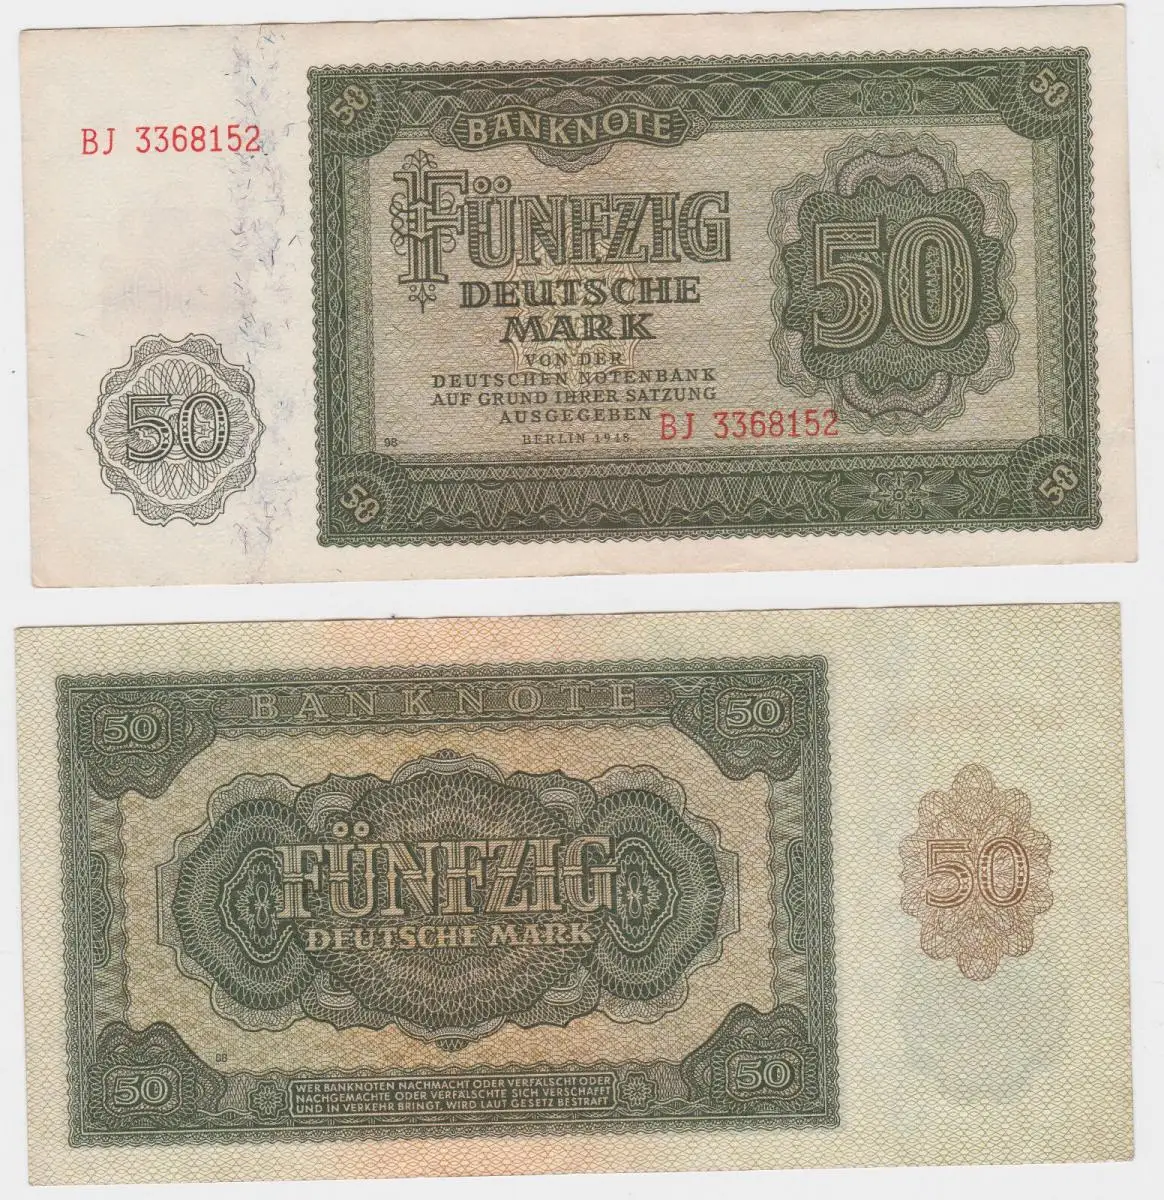 50
50
BANKNOTE
BJ 3368152
FÜNFZIG
50
DEUTSCHE
MARK
VON DER
DEUTSCHEN NOTENBANK
AUF GRUND IHRER SATZUNG
AUSGEGEBEN
BJ 3368152
BERLIN 1948
50
50
50
BANKNOTE
50
50
FÜNFZIG
50
DEUTSCHE MARK
50
WER BANKNOTEN NACHMACHT ODER VERFÄLSCHT ODER
NACHGEMACHTE ODER VERFÄLSCHTE SICH VERSCHAFFT
UND IN VERKEHR BRINGT, WIRD LAUT GESETZ BESTRAFT
50